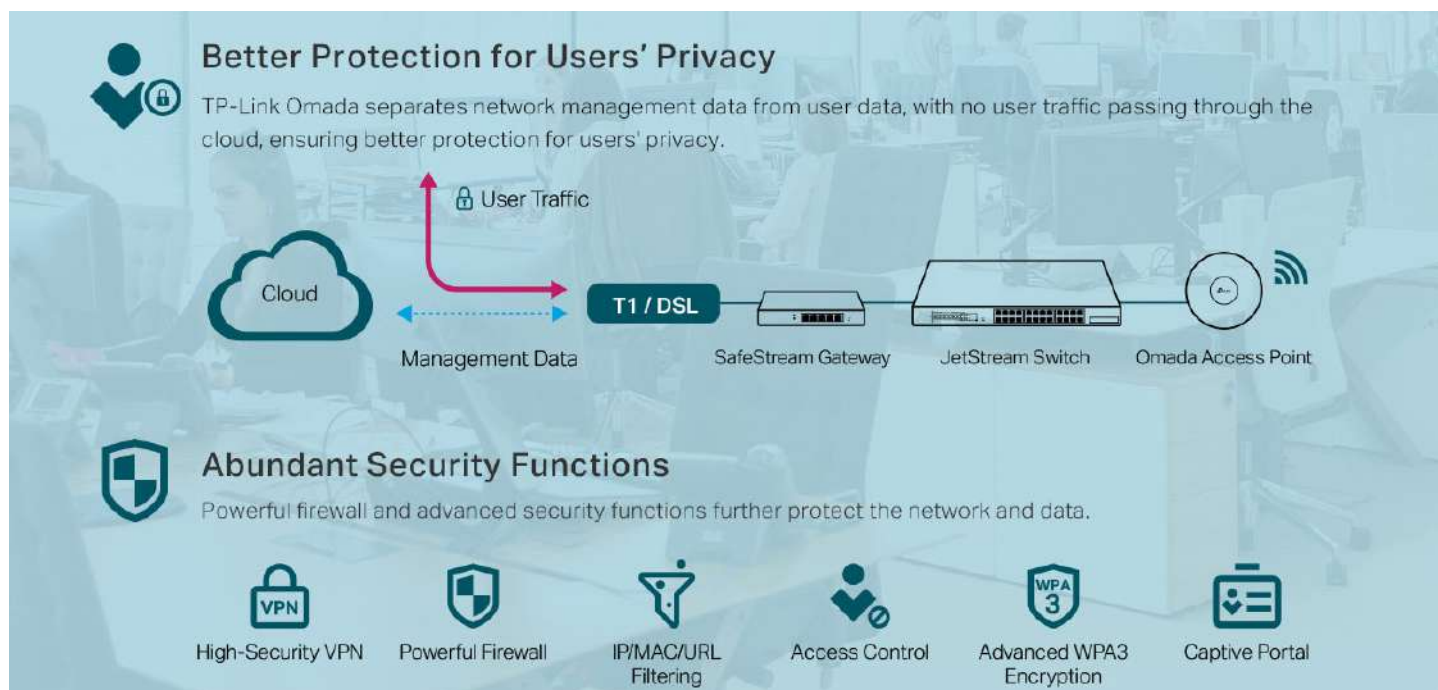 Better Protection for Users' Privacy
TP-Link Omada separates network management data from user data, with no user traffic passing through the
cloud, ensuring better protection for users' privacy.
User Traffic
Cloud
T1 / DSL
Management Data
SafeStream Gateway
JetStream Switch
Omada Access Point
Abundant Security Functions
Powerful firewall and advanced security functions further protect the network and data.
VPN
WPA
3
High-Security VPN
Powerful Firewall
IP/MAC/URL
Filtering
Access Control
Advanced WPA3
Encryption
Captive Portal